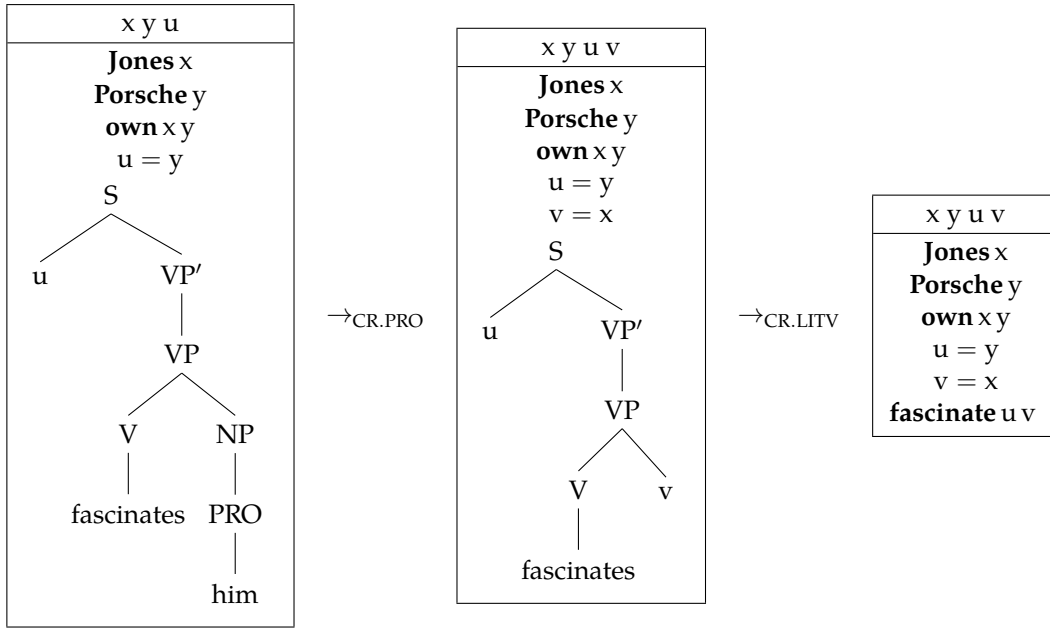 x y u
Jones x
Porsche y
own x y
u = y
S
u VP′
VP
V NP
fascinates PRO
him
→CR.PRO
x y u v
Jones x
Porsche y
own x y
u = y
v = x
S
u VP′
VP
V v
fascinates
→CR.LITV
x y u v
Jones x
Porsche y
own x y
u = y
v = x
fascinate u v